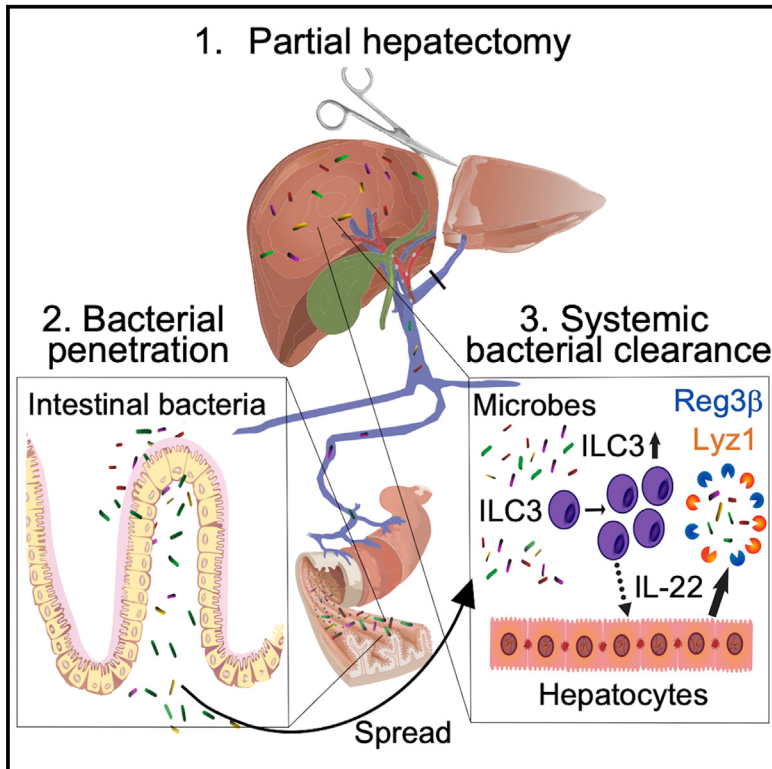 1. Partial hepatectomy
2. Bacterial
penetration
Intestinal bacteria
3. Systemic
bacterial clearance
Microbes
Reg3β
Lyz1
ILC3
ILC3
IL-22
Hepatocytes
Spread